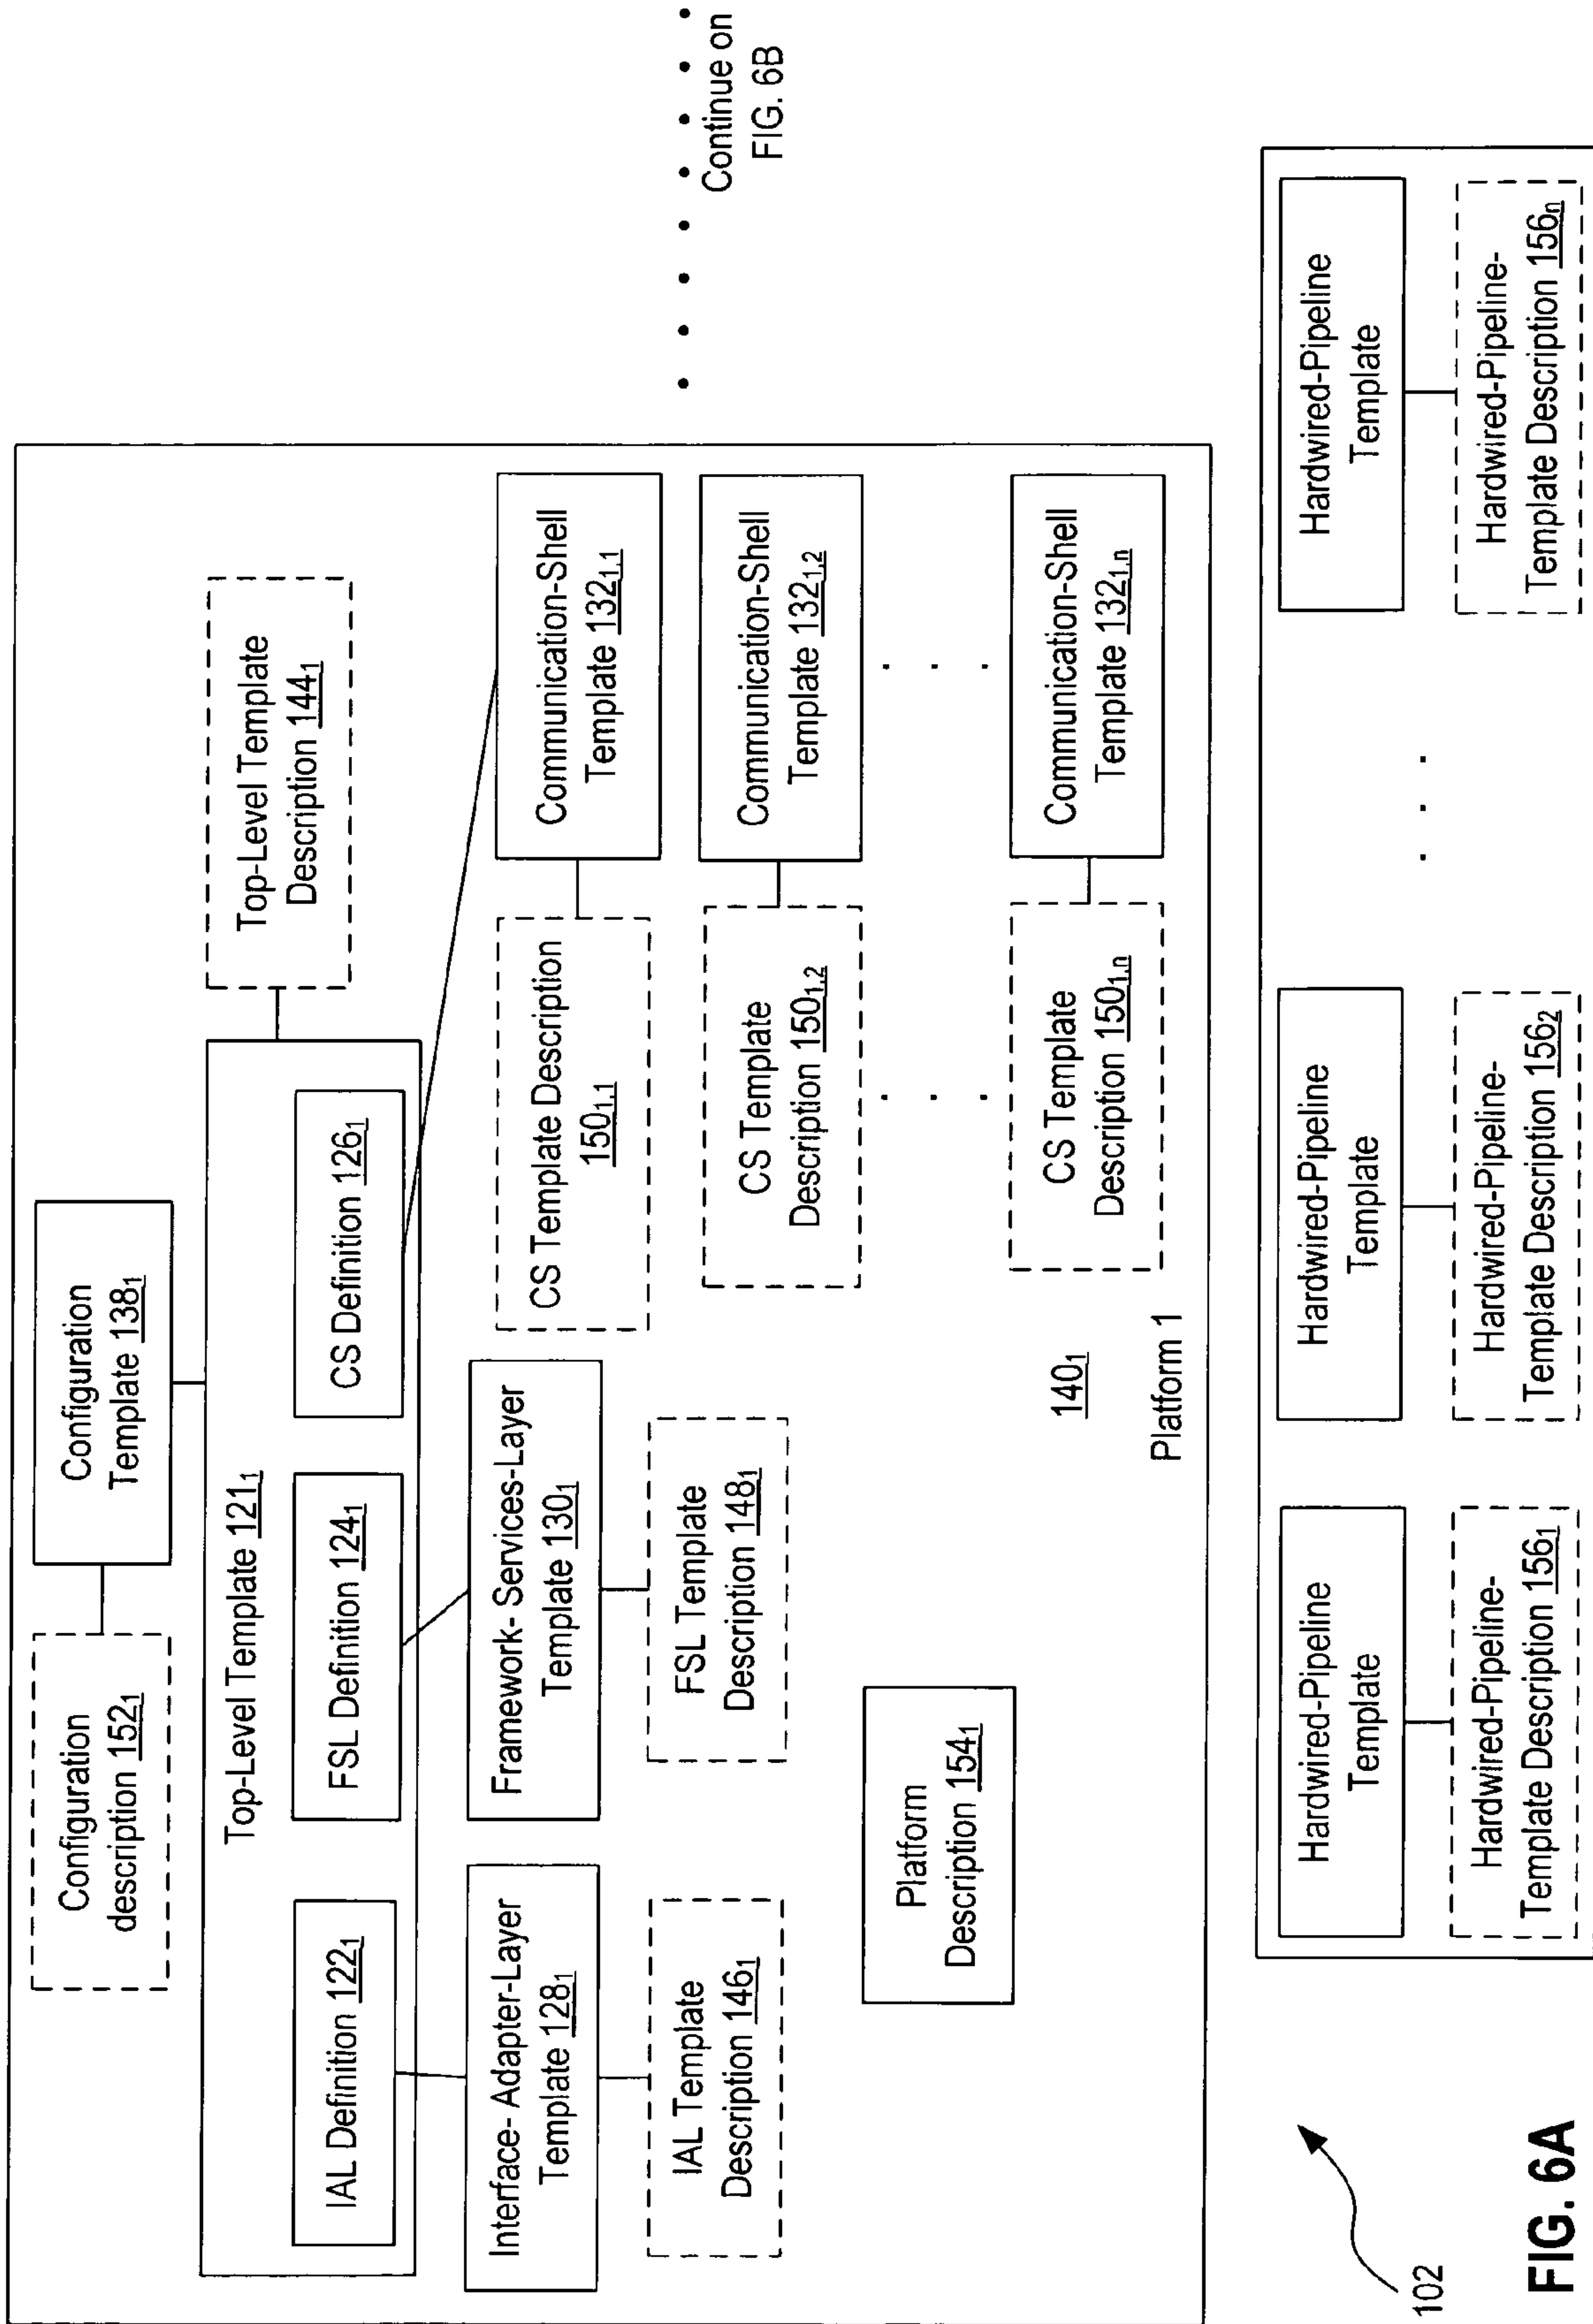 Configuration
description 152₁
Configuration
Template 138₁
Top-Level Template 121₁
Top-Level Template
Description 144₁
IAL Definition 122₁
FSL Definition 124₁
CS Definition 126₁
Interface- Adapter-Layer
Template 128₁
Framework- Services-Layer
Template 130₁
IAL Template
Description 146₁
FSL Template
Description 148₁
CS Template Description
150₁,₁
Communication-Shell
Template 132₁,₁
CS Template
Description 150₁,₂
Communication-Shell
Template 132₁,₂
CS Template
Description 150₁,ₙ
Communication-Shell
Template 132₁,ₙ
Platform
Description 154₁
140₁
Platform 1
Continue on
FIG. 6B
Hardwired-Pipeline
Template
Hardwired-Pipeline-
Template Description 156₁
Hardwired-Pipeline
Template
Hardwired-Pipeline-
Template Description 156₂
Hardwired-Pipeline
Template
Hardwired-Pipeline-
Template Description 156ₙ
102
FIG. 6A